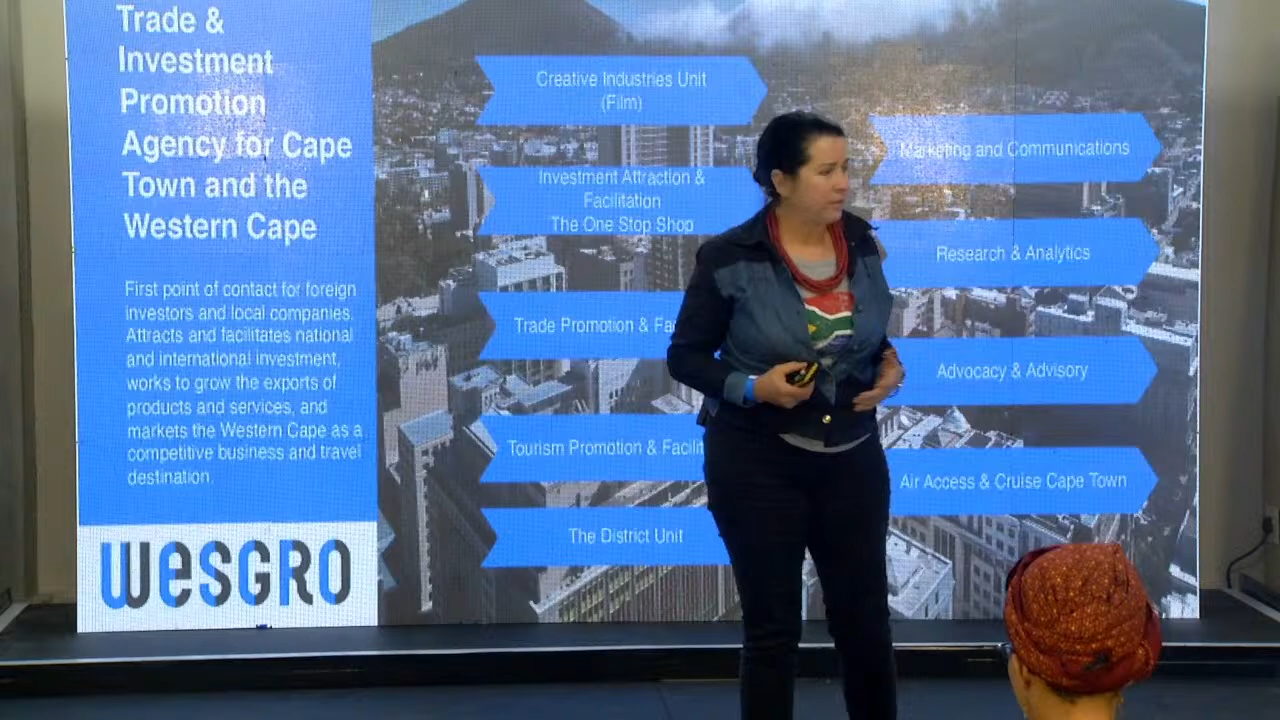 Trade &
Investment
Promotion
Agency for Cape
Town and the
Western Cape
First point of contact for foreign
investors and local companies.
Attracts and facilitates national
and international investment,
works to grow the exports of
products and services, and
markets the Western Cape as a
competitive business and travel
destination.
WESGRO
Creative Industries Unit
(Film)
Investment Attraction &
Facilitation
The One Stop Shop
Trade Promotion &
Tourism Promotion &
The District Unit
Marketing and Communications
Research & Analytics
Advocacy & Advisory
Air Access & Cruise Cape Town